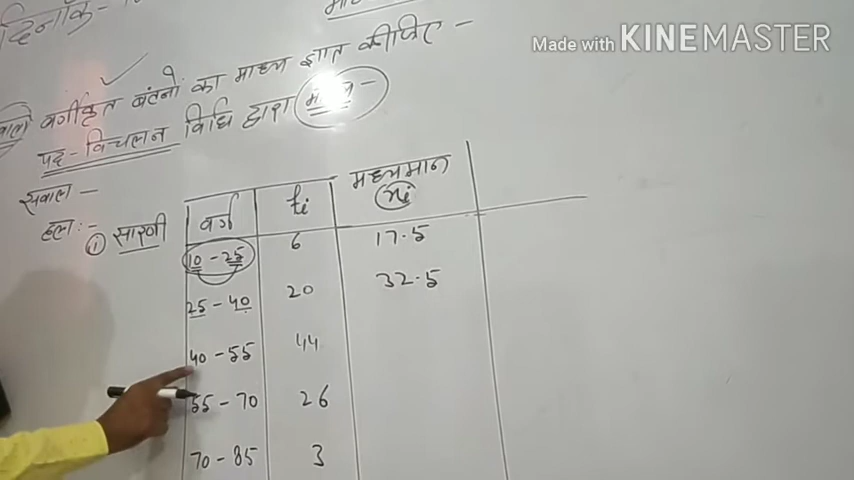 दिनाँक-
Made with KINEMASTER
वाले वर्गीकृत बंटनो का माध्य ज्ञात कीजिए -
पद-विचलन विधि द्वारा
सवाल -
हल:-
① सारणी
वर्ग fi मध्यमान (xi)
10-25 6 17.5
25-40 20 32.5
40-55 44
55-70 26
70-85 3